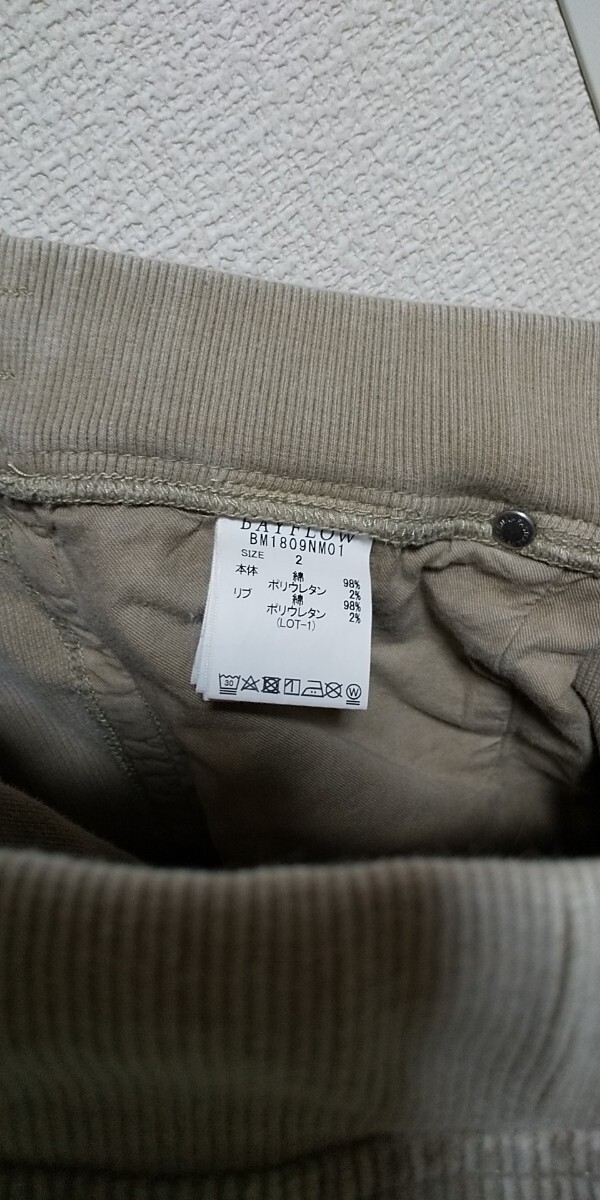 BAYFLOW
BM1809NM01
SIZE 2
本体 綿 98%
ポリウレタン 2%
リブ 綿 98%
ポリウレタン 2%
(LOT-1)
30 W